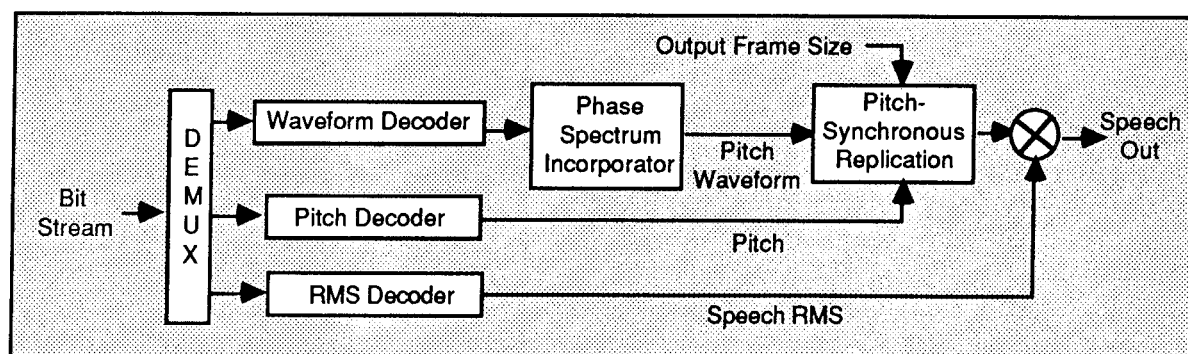 Output Frame Size
Bit
Stream
D
E
M
U
X
Waveform Decoder
Phase
Spectrum
Incorporator
Pitch
Waveform
Pitch-
Synchronous
Replication
Speech
Out
Pitch Decoder
Pitch
RMS Decoder
Speech RMS